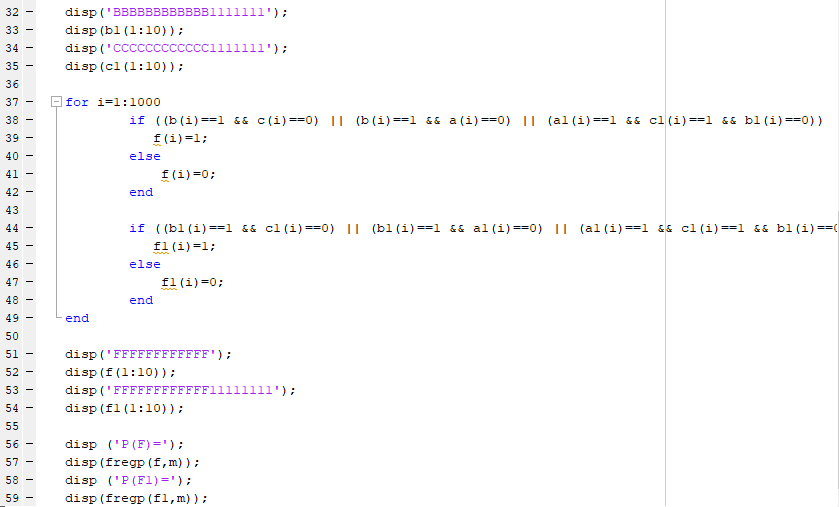 32 - disp('BBBBBBBBBBBB1111111');
33 - disp(b1(1:10));
34 - disp('CCCCCCCCCCCC1111111');
35 - disp(c1(1:10));
36
37 - for i=1:1000
38 - if ((b(i)==1 && c(i)==0) || (b(i)==1 && a(i)==0) || (a1(i)==1 && c1(i)==1 && b1(i)==0))
39 - f(i)=1;
40 - else
41 - f(i)=0;
42 - end
43
44 - if ((b1(i)==1 && c1(i)==0) || (b1(i)==1 && a1(i)==0) || (a1(i)==1 && c1(i)==1 && b1(i)==0
45 - f1(i)=1;
46 - else
47 - f1(i)=0;
48 - end
49 - end
50
51 - disp('FFFFFFFFFFFF');
52 - disp(f(1:10));
53 - disp('FFFFFFFFFFFF11111111');
54 - disp(f1(1:10));
55
56 - disp ('P(F)=');
57 - disp(fregp(f,m));
58 - disp ('P(F1)=');
59 - disp(fregp(f1,m));